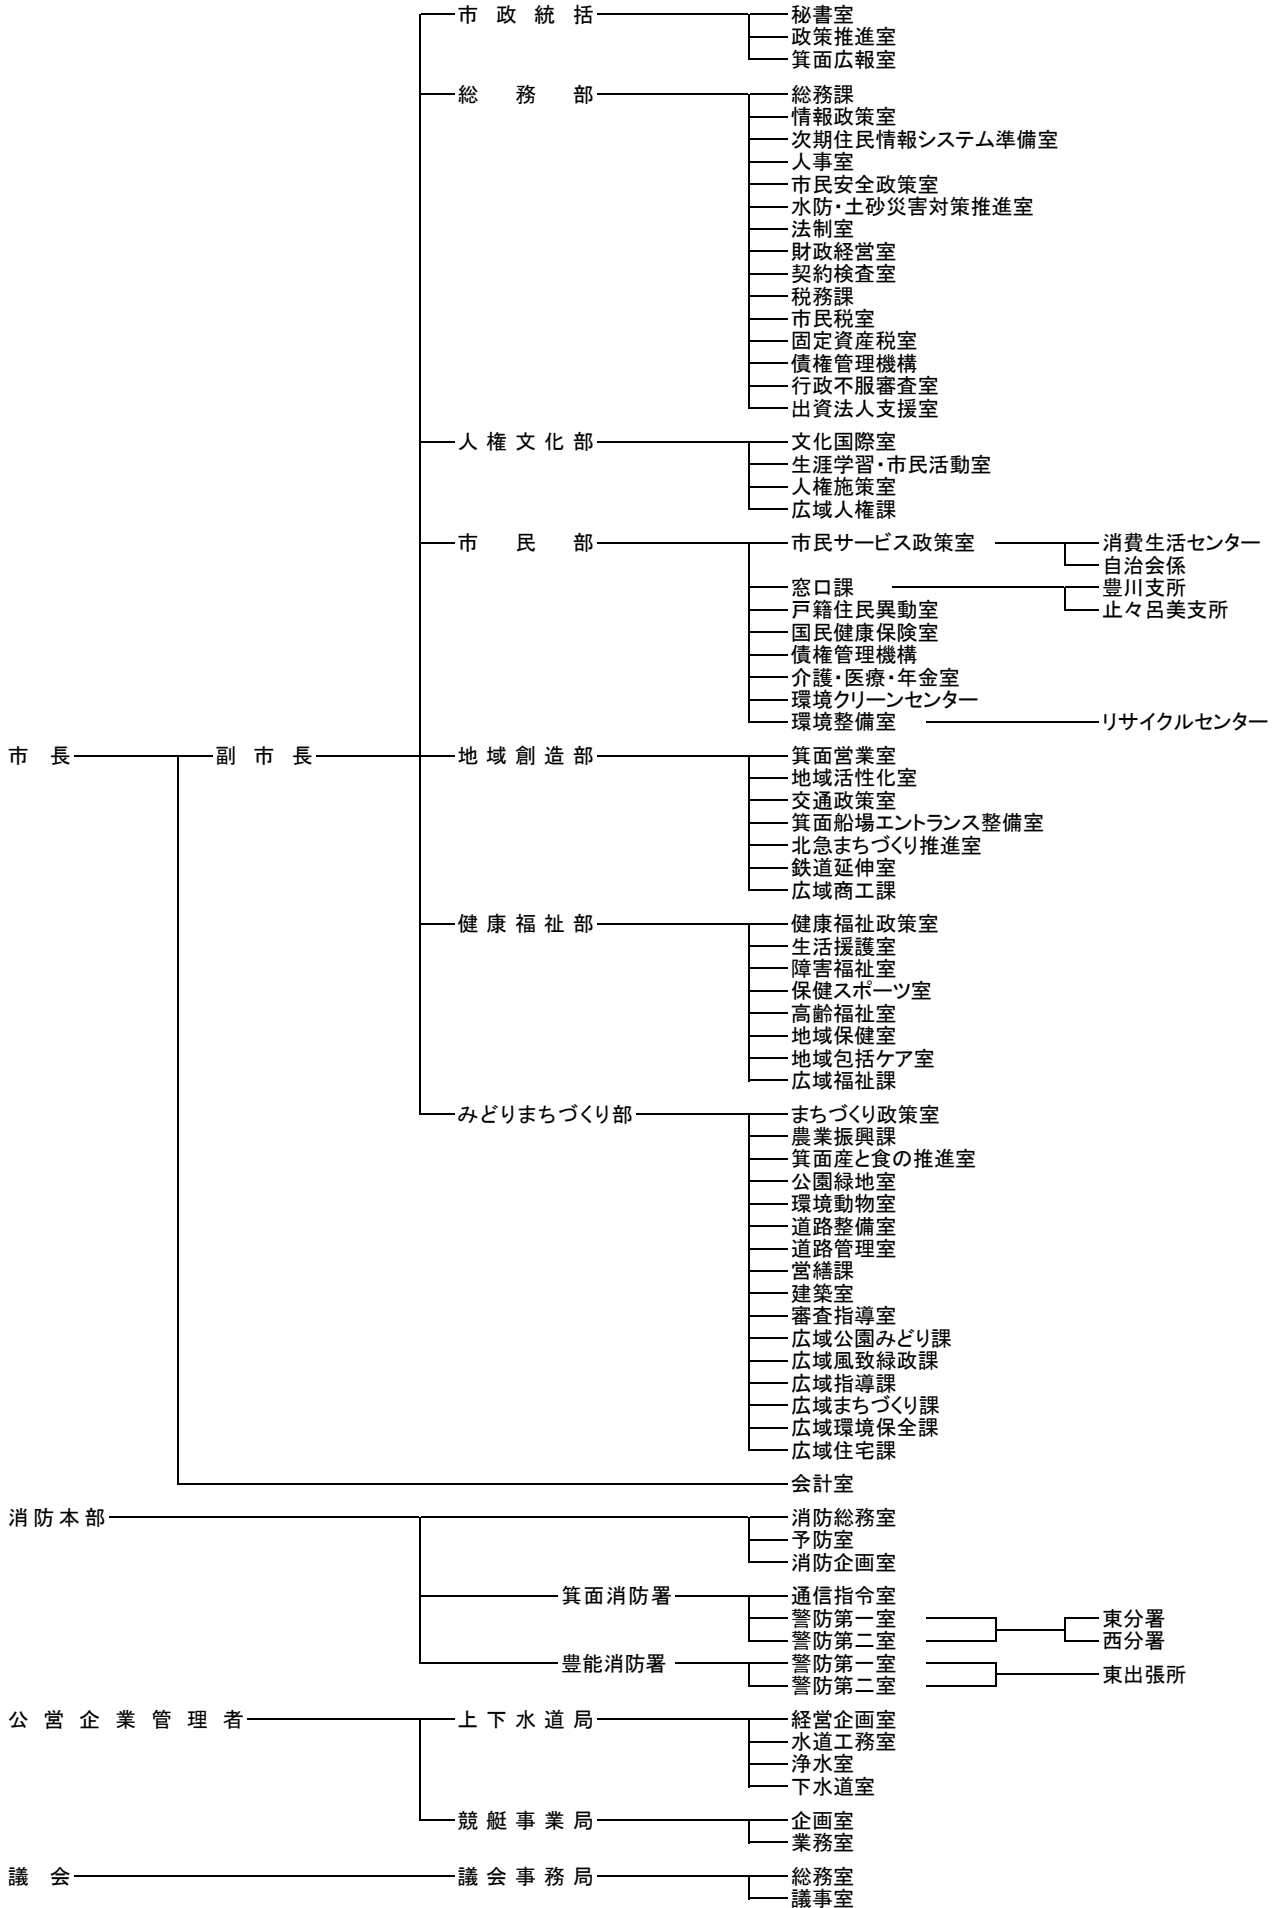 市政統括 秘書室
政策推進室
箕面広報室
総務部 総務課
情報政策室
次期住民情報システム準備室
人事室
市民安全政策室
水防・土砂災害対策推進室
法制室
財政経営室
契約検査室
税務課
市民税室
固定資産税室
債権管理機構
行政不服審査室
出資法人支援室
人権文化部 文化国際室
生涯学習・市民活動室
人権施策室
広域人権課
市民部 市民サービス政策室 消費生活センター
自治会係
窓口課 豊川支所
戸籍住民異動室 止々呂美支所
国民健康保険室
債権管理機構
介護・医療・年金室
環境クリーンセンター
環境整備室 リサイクルセンター
市長 副市長 地域創造部 箕面営業室
地域活性化室
交通政策室
箕面船場エントランス整備室
北急まちづくり推進室
鉄道延伸室
広域商工課
健康福祉部 健康福祉政策室
生活援護室
障害福祉室
保健スポーツ室
高齢福祉室
地域保健室
地域包括ケア室
広域福祉課
みどりまちづくり部 まちづくり政策室
農業振興課
箕面産と食の推進室
公園緑地室
環境動物室
道路整備室
道路管理室
営繕課
建築室
審査指導室
広域公園みどり課
広域風致緑政課
広域指導課
広域まちづくり課
広域環境保全課
広域住宅課
会計室
消防本部 消防総務室
予防室
消防企画室
箕面消防署 通信指令室
警防第一室 東分署
警防第二室 西分署
豊能消防署 警防第一室
東出張所
警防第二室
公営企業管理者 上下水道局 経営企画室
水道工務室
浄水室
下水道室
競艇事業局 企画室
業務室
議会 議会事務局 総務室
議事室